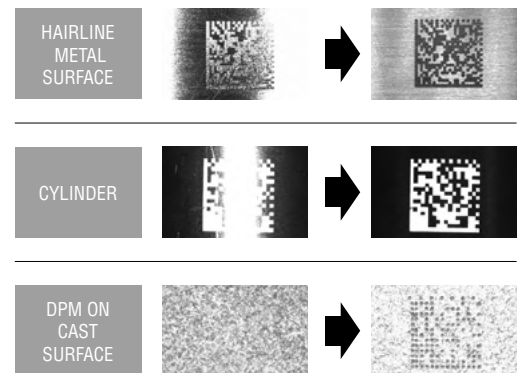 HAIRLINE
METAL
SURFACE
CYLINDER
DPM ON
CAST
SURFACE